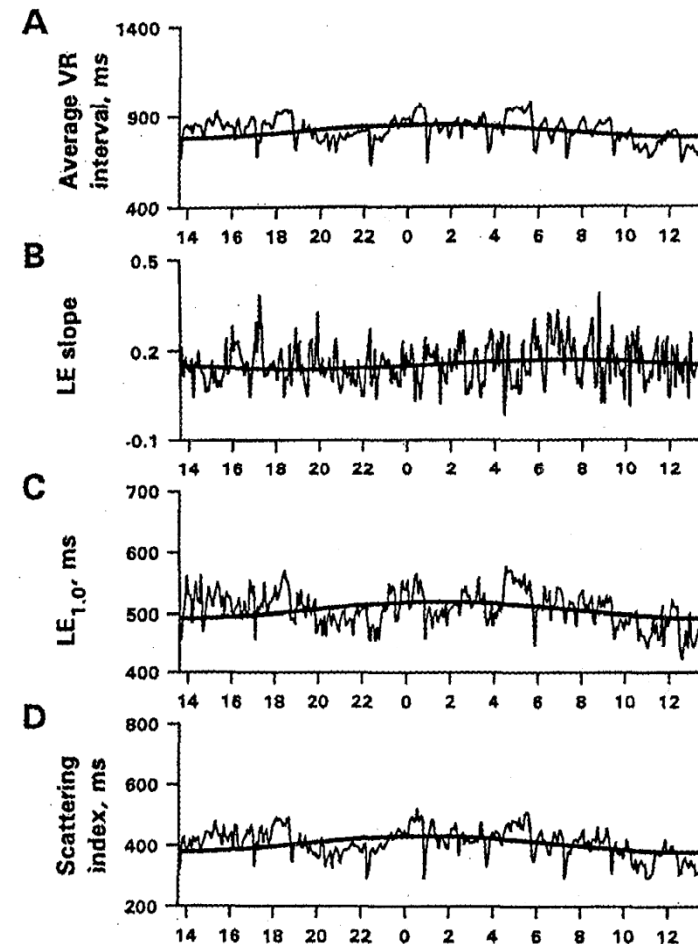 A
Average VR
interval, ms
1400
900
400
14 16 18 20 22 0 2 4 6 8 10 12
B
LE slope
0.5
0.2
-0.1
14 16 18 20 22 0 2 4 6 8 10 12
C
LE1.0, ms
700
600
500
400
14 16 18 20 22 0 2 4 6 8 10 12
D
Scattering
index, ms
800
600
400
200
14 16 18 20 22 0 2 4 6 8 10 12